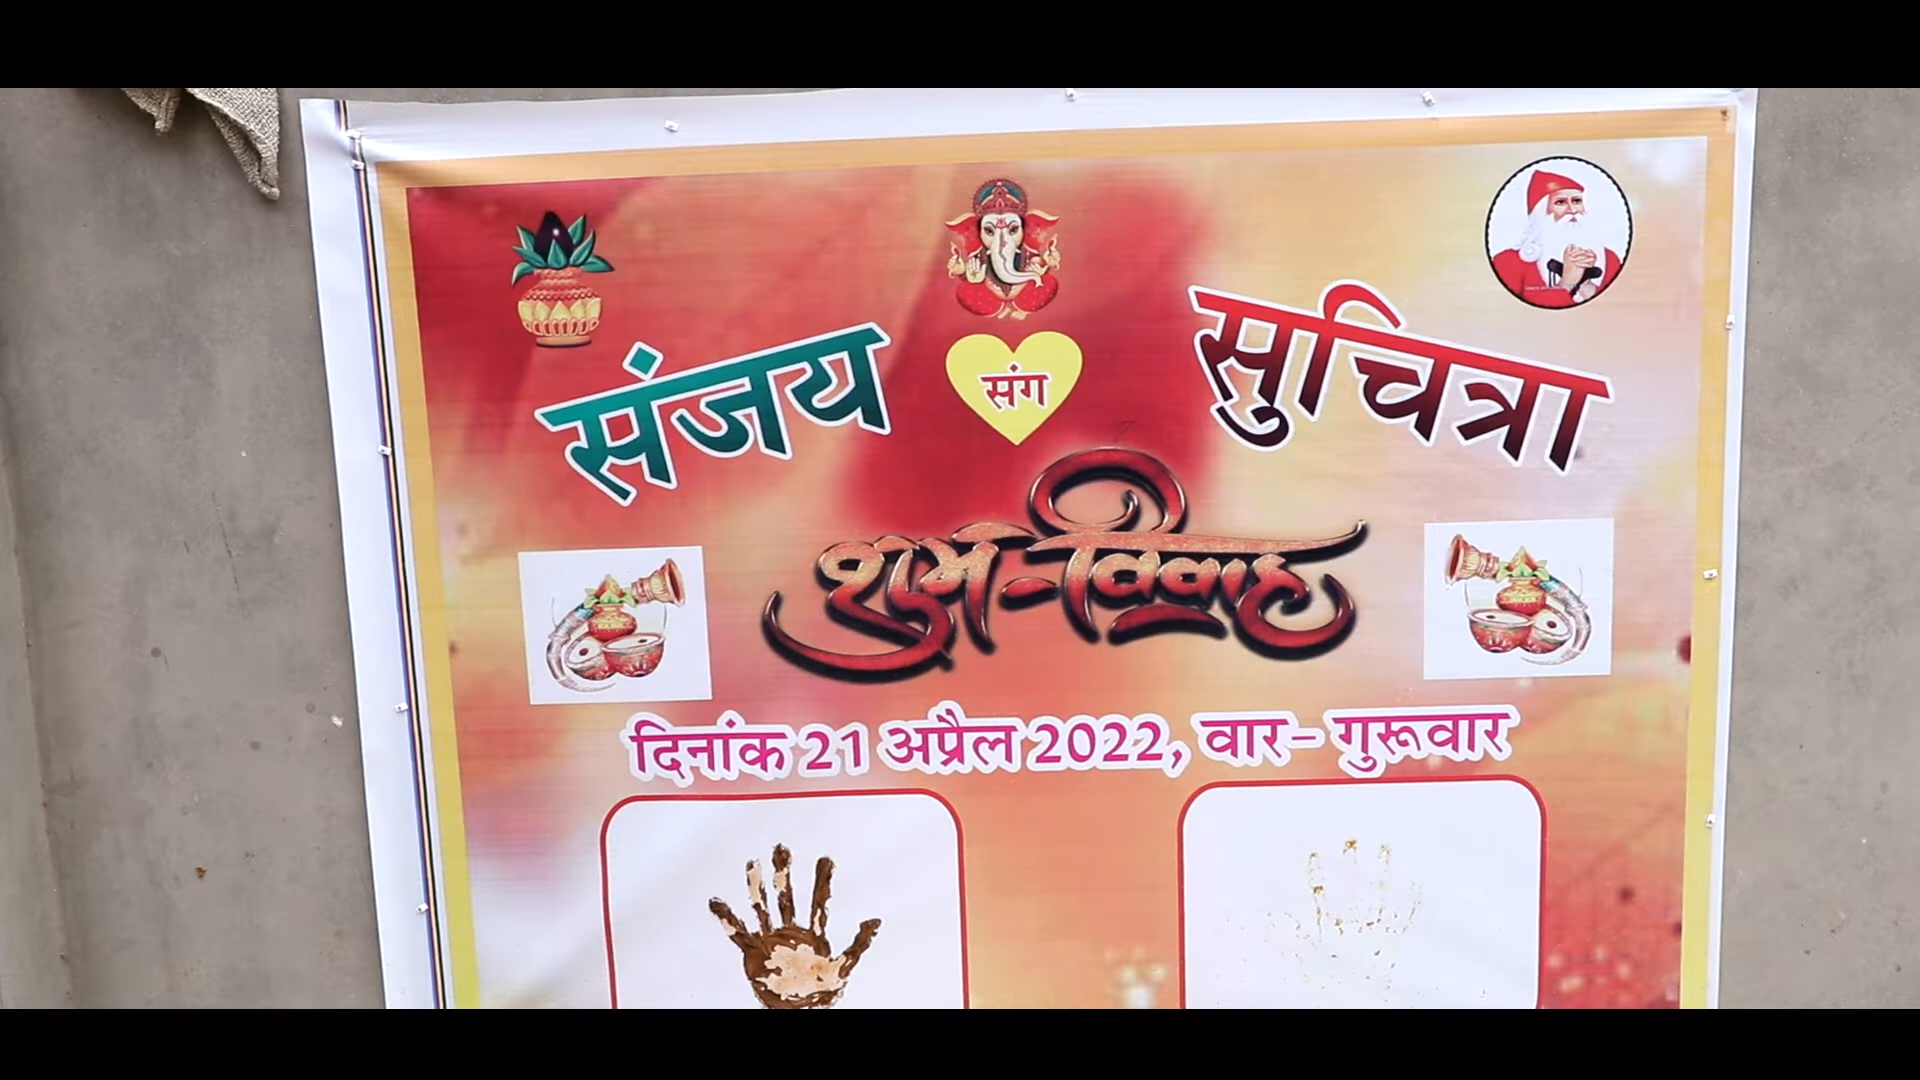 संजय संग सुचित्रा
शुभ-विवाह
दिनांक 21 अप्रैल 2022, वार- गुरूवार